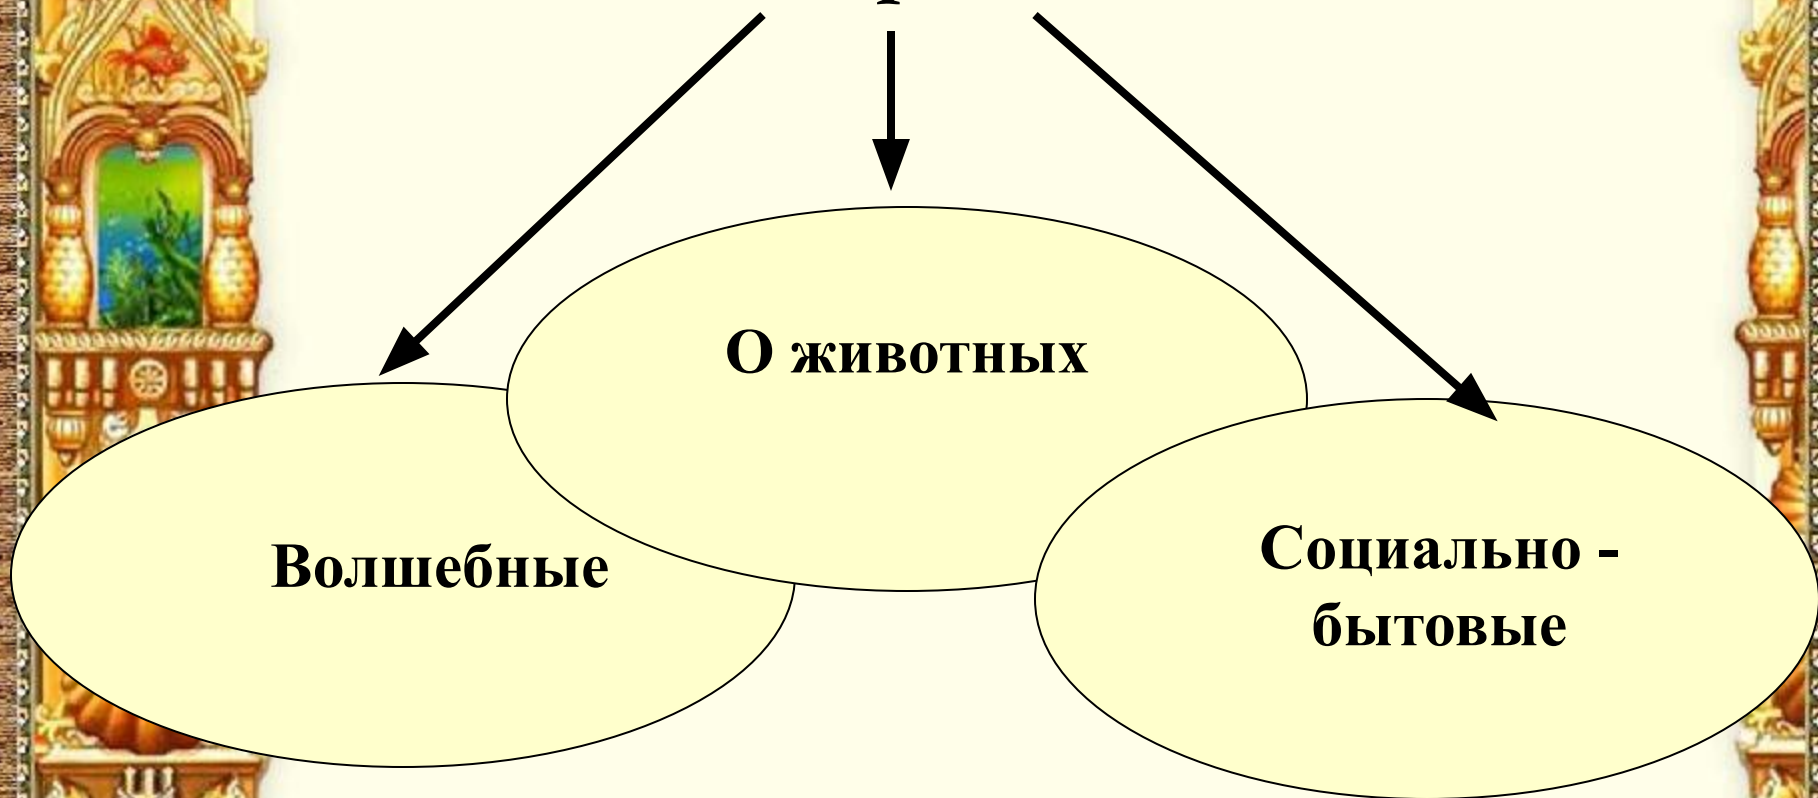 О животных
Волшебные
Социально -
бытовые